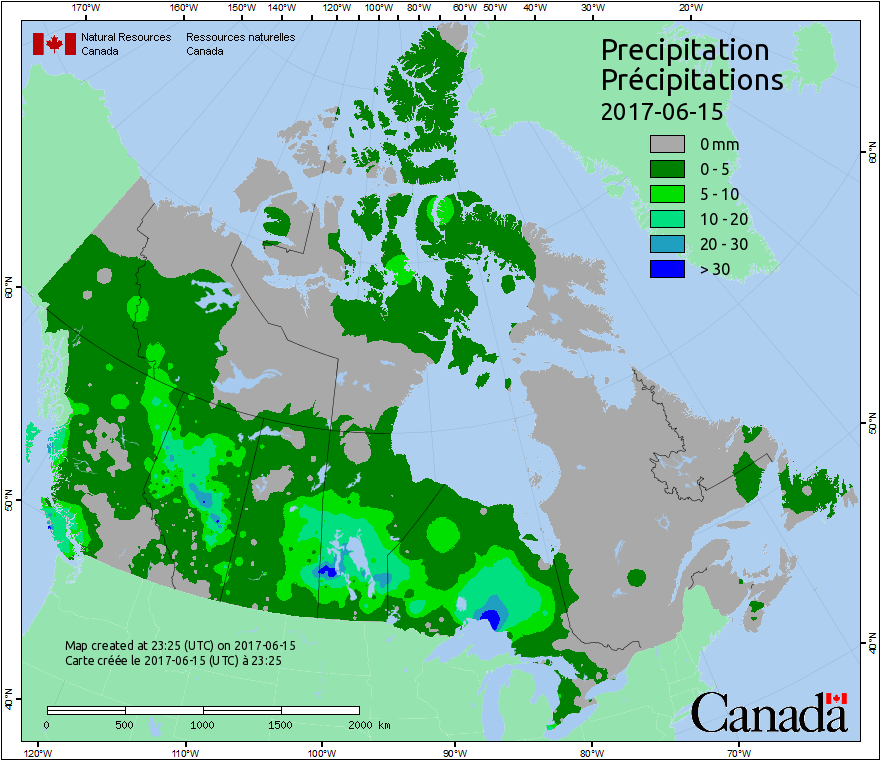 170°W 160°W 150°W 140°W 120°W 100°W 80°W 60°W 50°W 40°W 30°W 20°W
Natural Resources Ressources naturelles
Canada Canada
Precipitation
Précipitations
2017-06-15
0 mm
0 - 5
5 - 10
10 - 20
20 - 30
> 30
60°N 60°N
50°N 50°N
40°N 40°N
Map created at 23:25 (UTC) on 2017-06-15
Carte créée le 2017-06-15 (UTC) à 23:25
0 500 1000 1500 2000 km
Canada
120°W 110°W 100°W 90°W 80°W 70°W